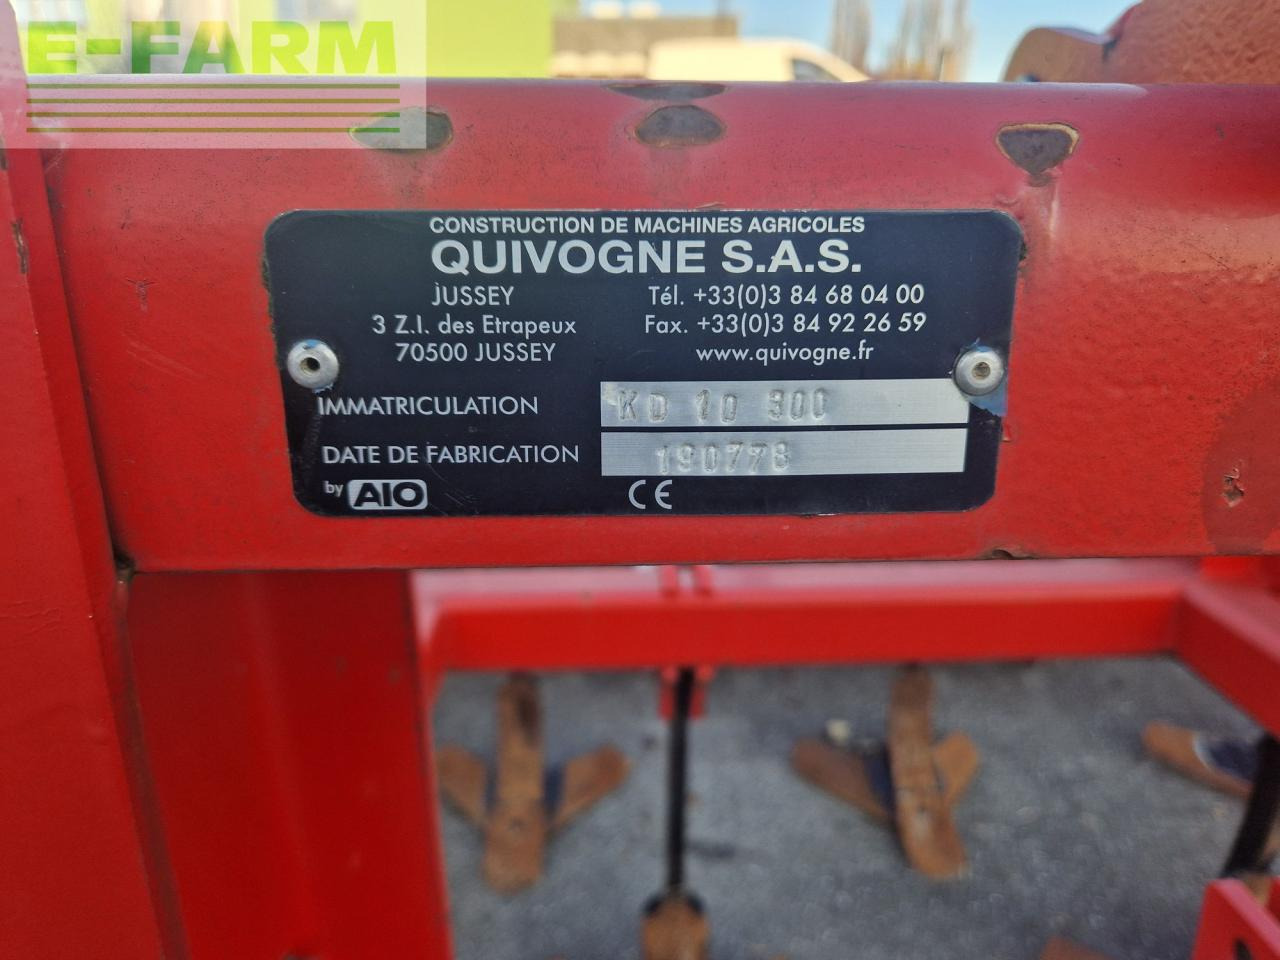 E-FARM
CONSTRUCTION DE MACHINES AGRICOLES
QUIVOGNE S.A.S.
JUSSEY
3 Z.I. des Etrapeux
70500 JUSSEY
Tél. +33(0)3 84 68 04 00
Fax. +33(0)3 84 92 26 59
www.quivogne.fr
IMMATRICULATION KD 10 300
DATE DE FABRICATION 190778
by AIO CE